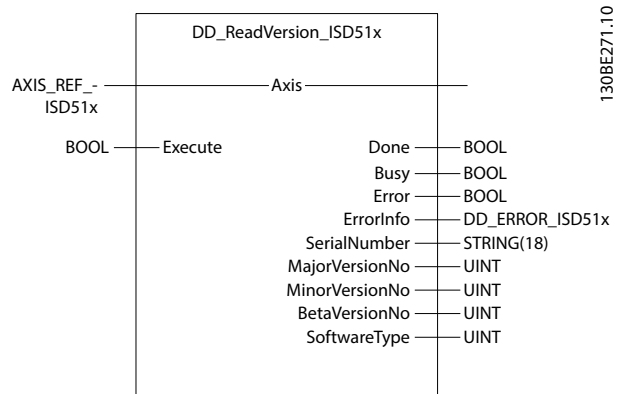 DD_ReadVersion_ISD51x
AXIS_REF_-
ISD51x
Axis
BOOL Execute Done BOOL
Busy BOOL
Error BOOL
ErrorInfo DD_ERROR_ISD51x
SerialNumber STRING(18)
MajorVersionNo UINT
MinorVersionNo UINT
BetaVersionNo UINT
SoftwareType UINT
130BE271.10